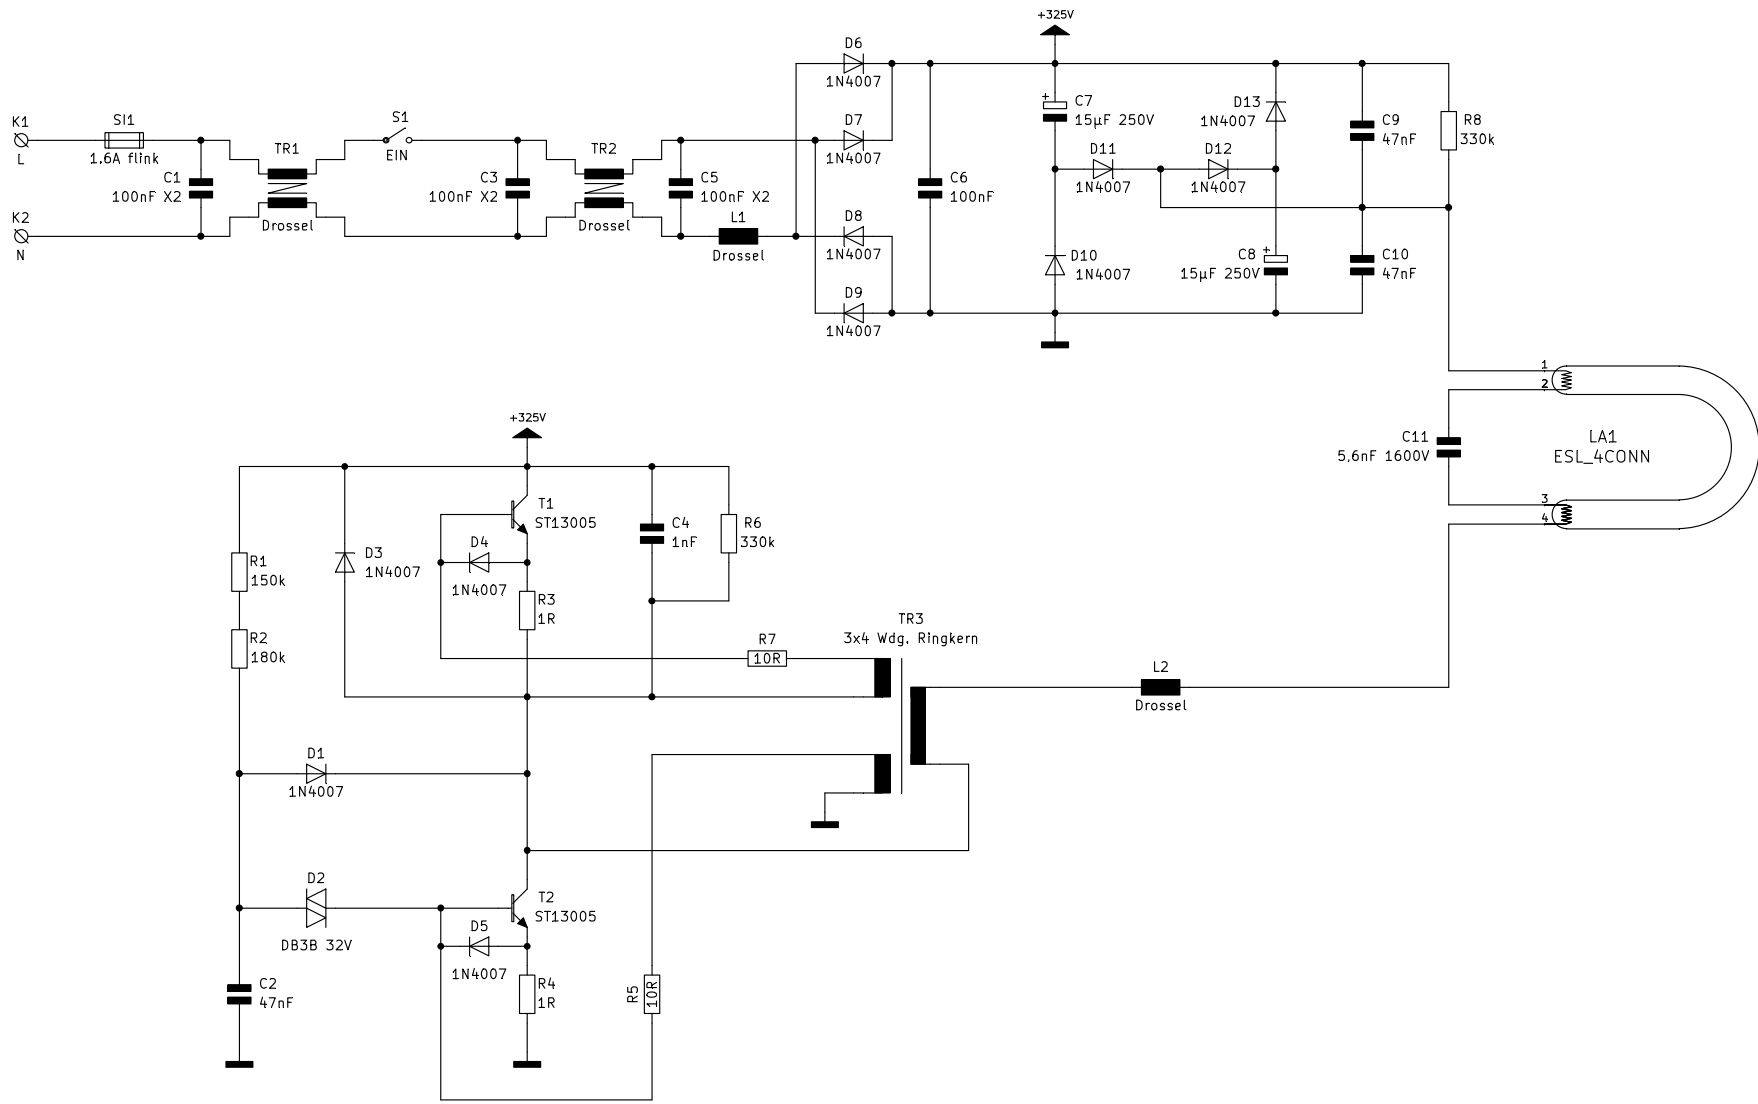 +325V
K1
L
SI1
1,6A flink
C1
100nF X2
TR1
Drossel
S1
EIN
C3
100nF X2
TR2
Drossel
C5
100nF X2
L1
Drossel
K2
N
D6
1N4007
D7
1N4007
D8
1N4007
D9
1N4007
C6
100nF
+
C7
15µF 250V
D11
1N4007
D10
1N4007
D13
1N4007
D12
1N4007
+
C8
15µF 250V
C9
47nF
C10
47nF
R8
330k
1
2
C11
5,6nF 1600V
LA1
ESL_4CONN
3
4
+325V
T1
ST13005
D4
1N4007
D3
1N4007
R3
1R
C4
1nF
R6
330k
R1
150k
R2
180k
R7
10R
TR3
3x4 Wdg. Ringkern
L2
Drossel
D1
1N4007
D2
DB3B 32V
T2
ST13005
D5
1N4007
R4
1R
R5
10R
C2
47nF